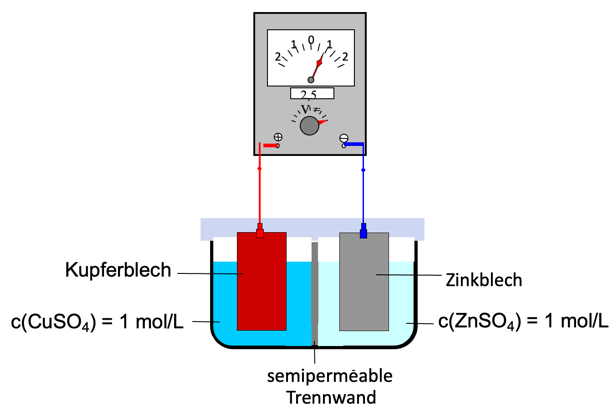 2 1 0 1 2
2,5
V
⊕ ⊖
Kupferblech
Zinkblech
c(CuSO₄) = 1 mol/L
c(ZnSO₄) = 1 mol/L
semipermeable
Trennwand